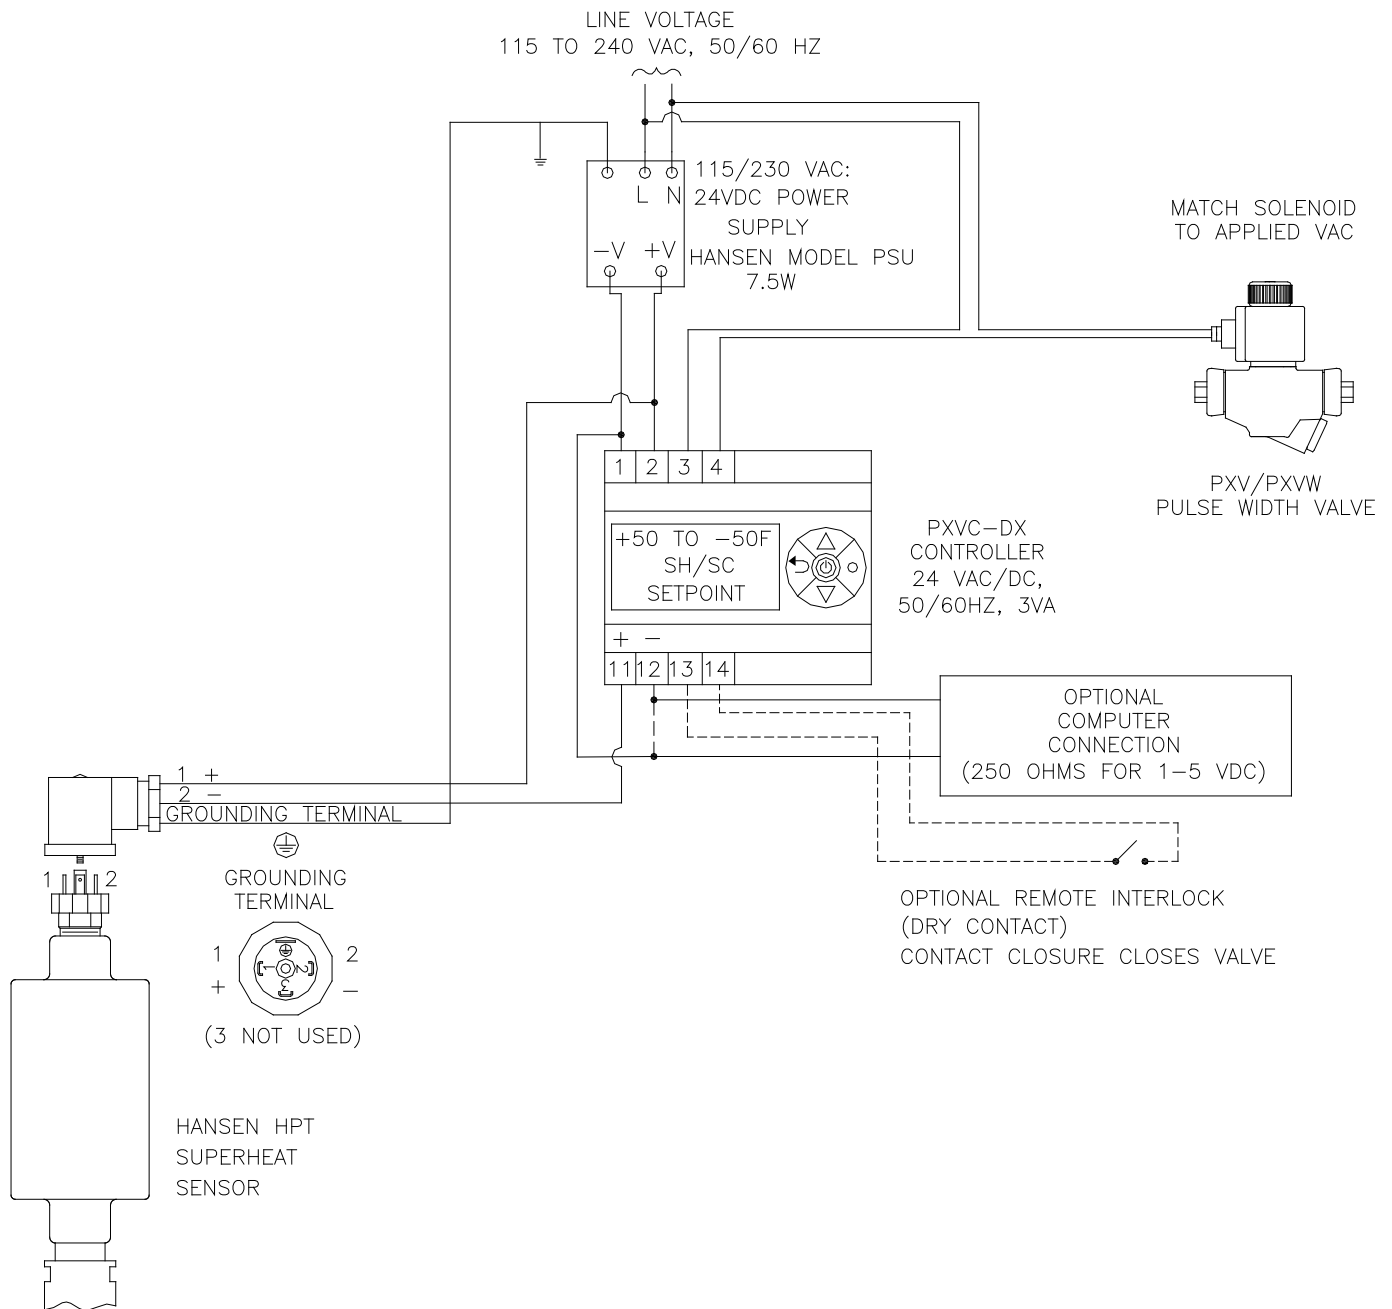 LINE VOLTAGE
115 TO 240 VAC, 50/60 HZ
L N
115/230 VAC:
24VDC POWER
SUPPLY
HANSEN MODEL PSU
7.5W
-V +V
MATCH SOLENOID
TO APPLIED VAC
PXV/PXVW
PULSE WIDTH VALVE
1 2 3 4
+50 TO -50F
SH/SC
SETPOINT
+ -
11 12 13 14
PXVC-DX
CONTROLLER
24 VAC/DC,
50/60HZ, 3VA
OPTIONAL
COMPUTER
CONNECTION
(250 OHMS FOR 1-5 VDC)
OPTIONAL REMOTE INTERLOCK
(DRY CONTACT)
CONTACT CLOSURE CLOSES VALVE
1 +
2 -
GROUNDING TERMINAL
1 2
GROUNDING
TERMINAL
1 2
+ -
1 2
3
(3 NOT USED)
HANSEN HPT
SUPERHEAT
SENSOR